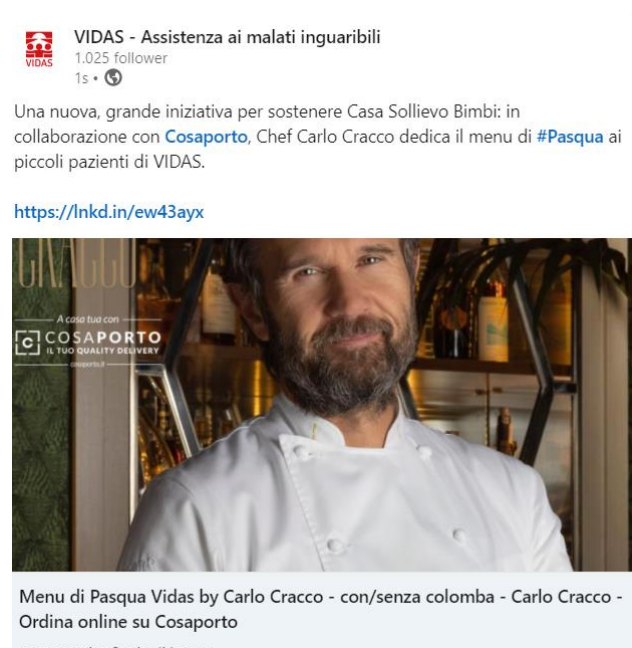 VIDAS - Assistenza ai malati inguaribili
VIDAS
1.025 follower
1s •
Una nuova, grande iniziativa per sostenere Casa Sollievo Bimbi: in
collaborazione con Cosaporto, Chef Carlo Cracco dedica il menu di #Pasqua ai
piccoli pazienti di VIDAS.
https://lnkd.in/ew43ayx
CRACCO
A casa tua con
[c] COSAPORTO
IL TUO QUALITY DELIVERY
cosaporto.it
Menu di Pasqua Vidas by Carlo Cracco - con/senza colomba - Carlo Cracco -
Ordina online su Cosaporto